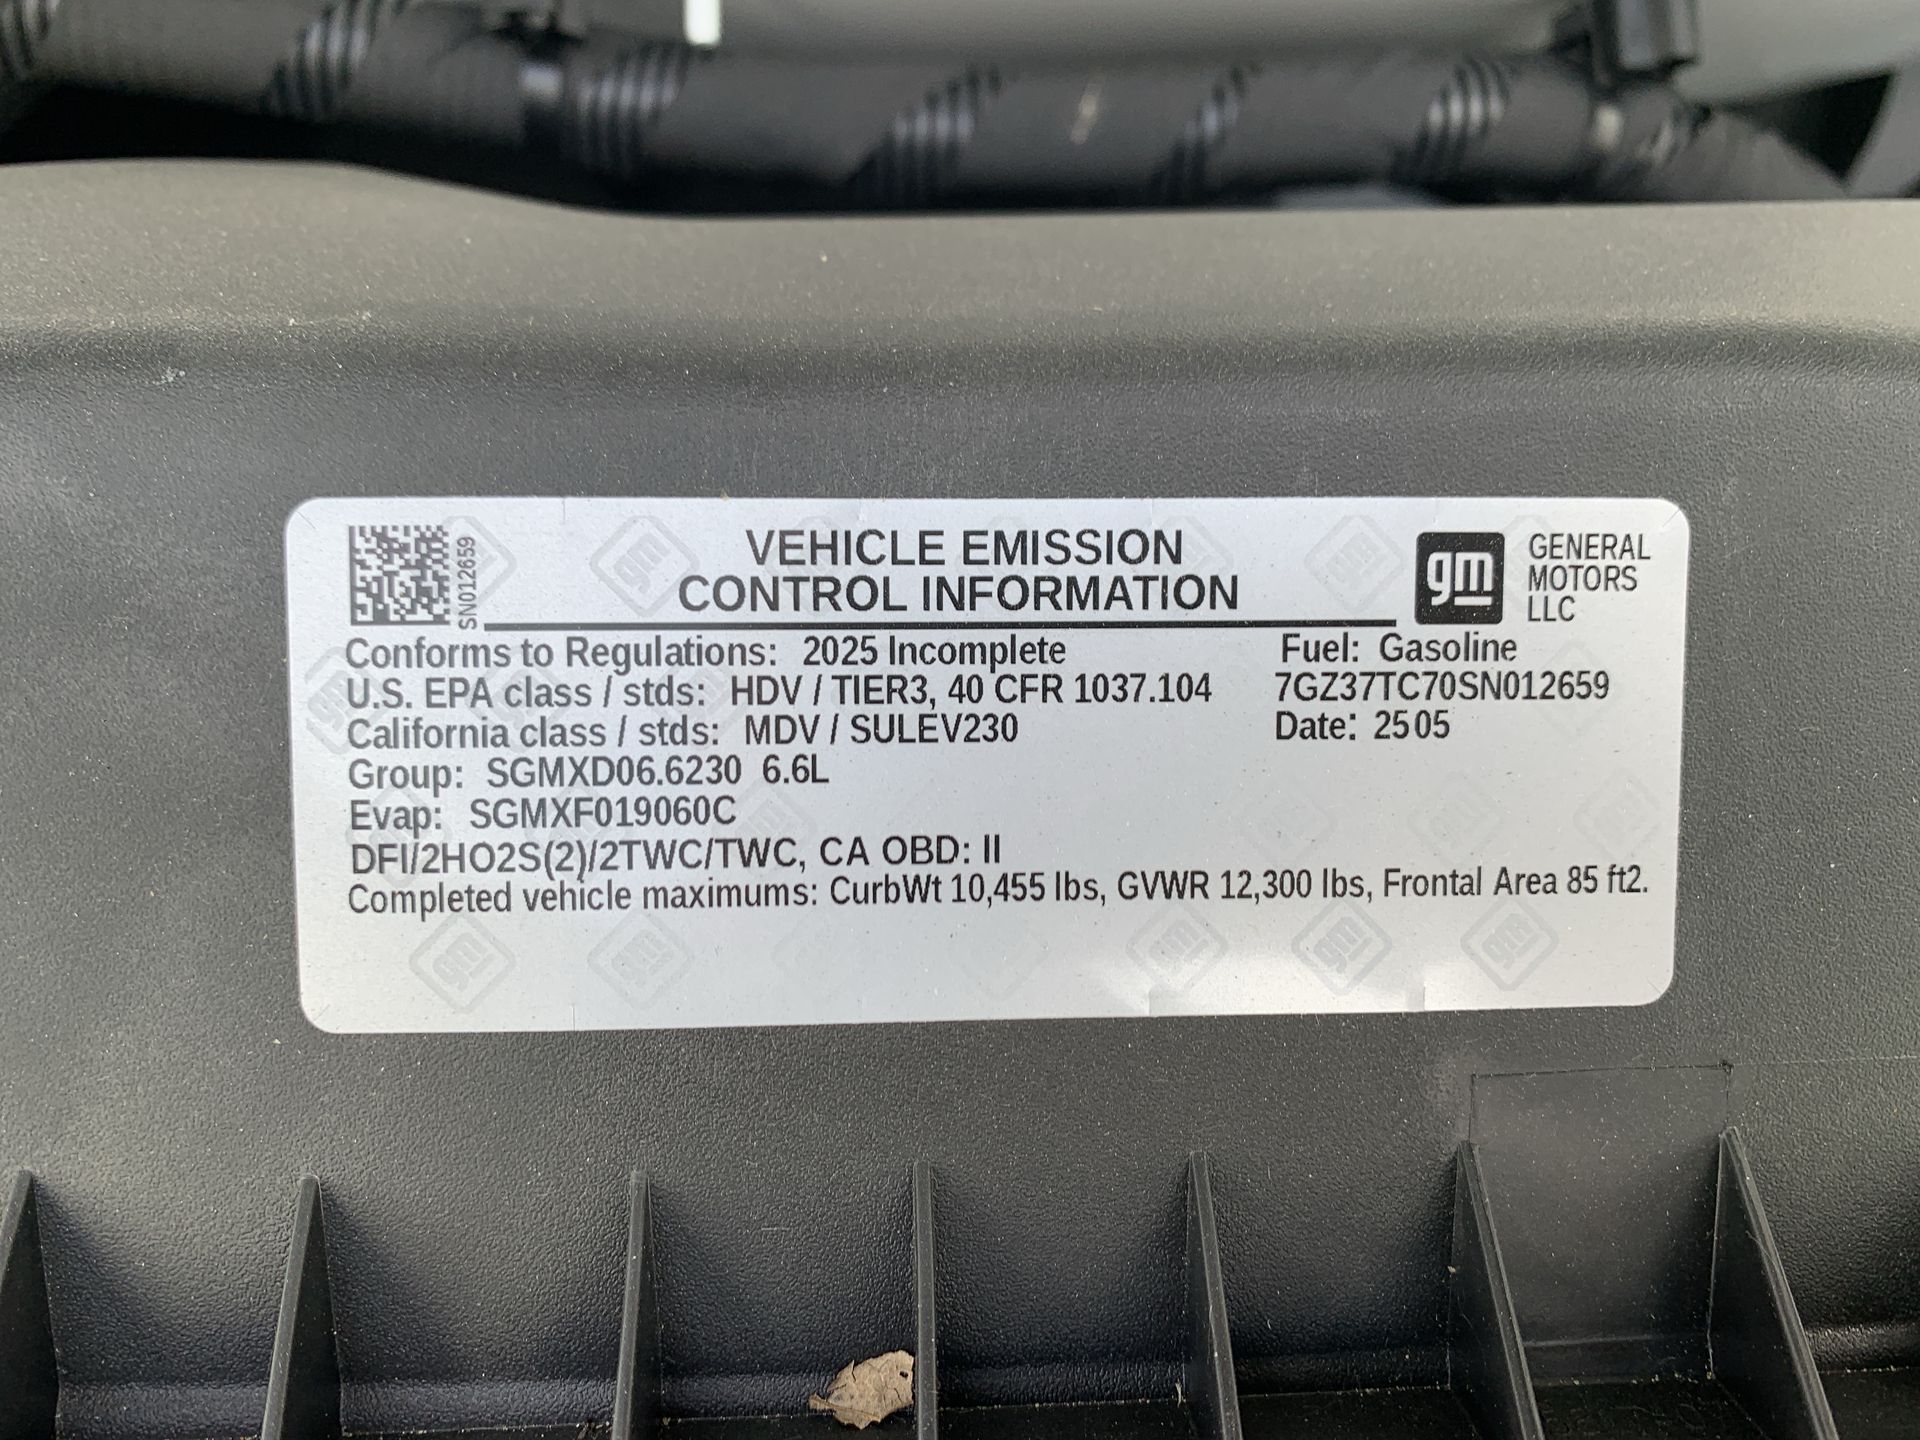 SN012659
VEHICLE EMISSION
CONTROL INFORMATION
gm
GENERAL
MOTORS
LLC
Conforms to Regulations: 2025 Incomplete
Fuel: Gasoline
U.S. EPA class / stds: HDV / TIER3, 40 CFR 1037.104
7GZ37TC70SN012659
California class / stds: MDV / SULEV230
Date: 2505
Group: SGMXD06.6230 6.6L
Evap: SGMXF019060C
DFI/2HO2S(2)/2TWC/TWC, CA OBD: II
Completed vehicle maximums: CurbWt 10,455 lbs, GVWR 12,300 lbs, Frontal Area 85 ft2.